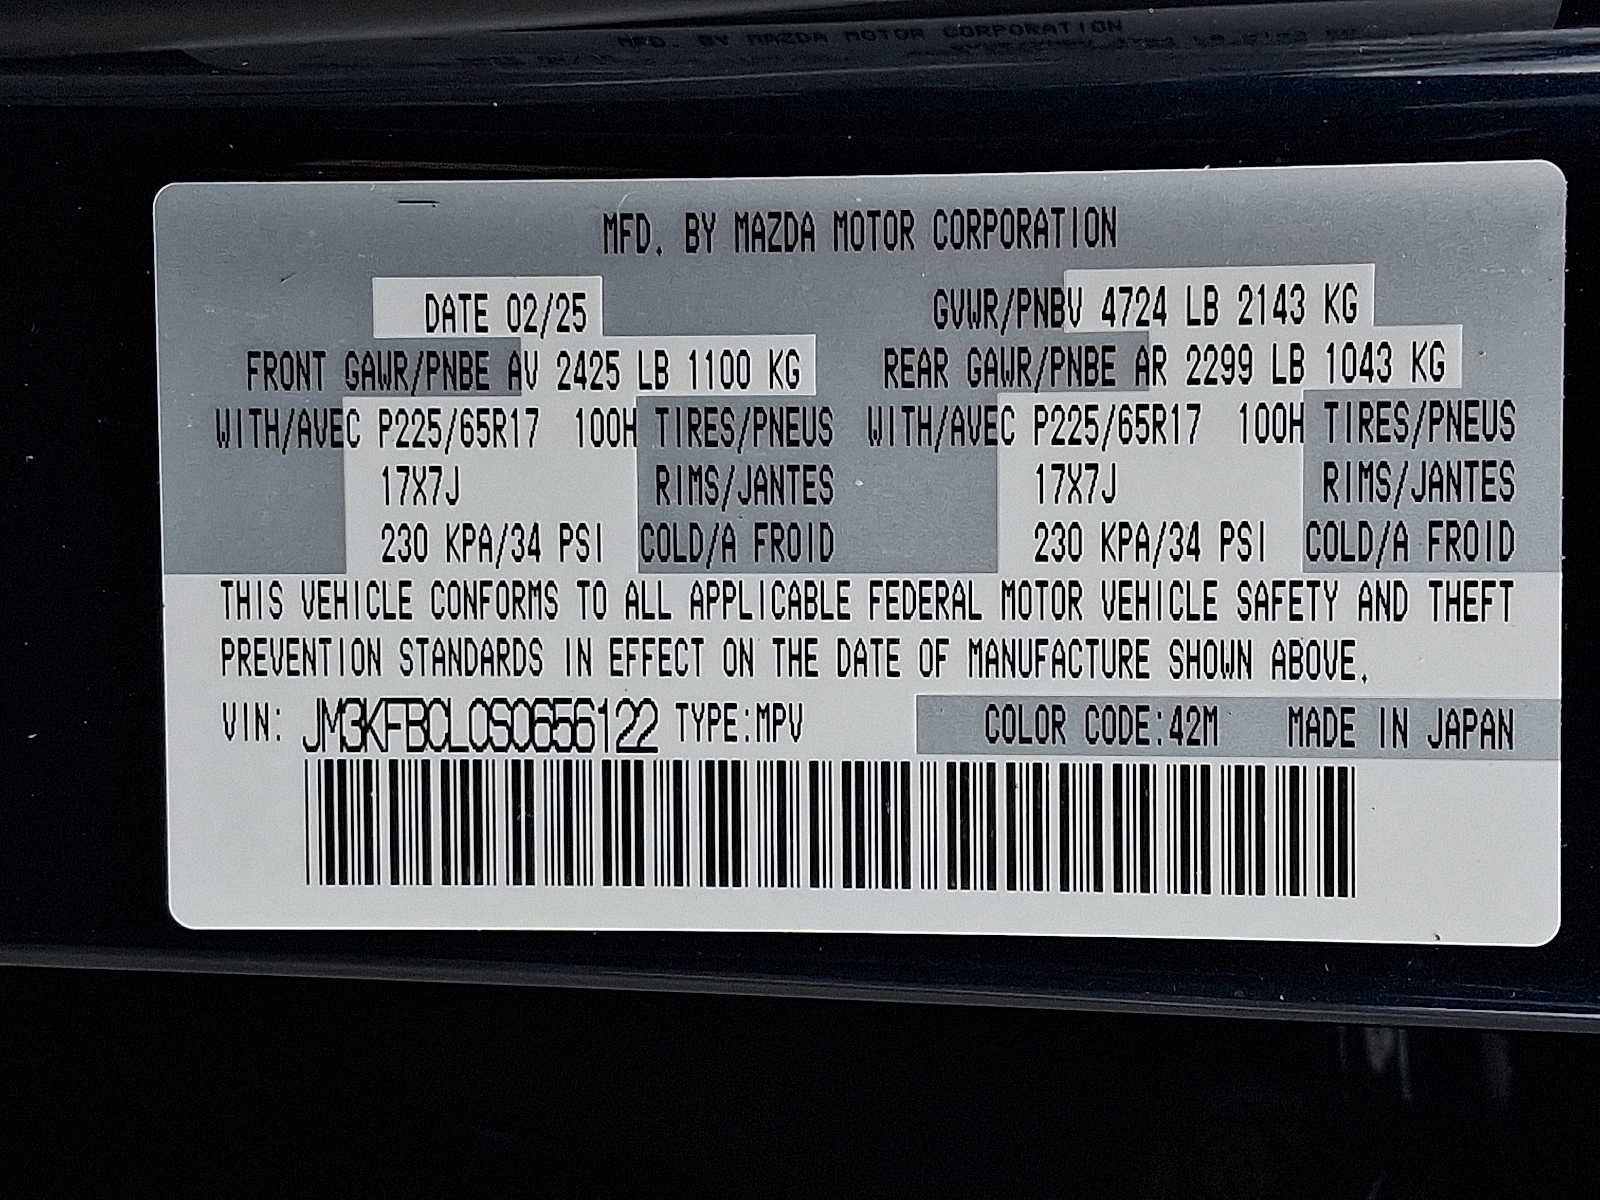 MFD. BY MAZDA MOTOR CORPORATION
DATE 02/25 GVWR/PNBV 4724 LB 2143 KG
FRONT GAWR/PNBE AV 2425 LB 1100 KG REAR GAWR/PNBE AR 2299 LB 1043 KG
WITH/AVEC P225/65R17 100H TIRES/PNEUS WITH/AVEC P225/65R17 100H TIRES/PNEUS
17X7J RIMS/JANTES 17X7J RIMS/JANTES
230 KPA/34 PSI COLD/A FROID 230 KPA/34 PSI COLD/A FROID
THIS VEHICLE CONFORMS TO ALL APPLICABLE FEDERAL MOTOR VEHICLE SAFETY AND THEFT
PREVENTION STANDARDS IN EFFECT ON THE DATE OF MANUFACTURE SHOWN ABOVE.
VIN: JM3KFBCL0S0656122 TYPE:MPV COLOR CODE:42M MADE IN JAPAN